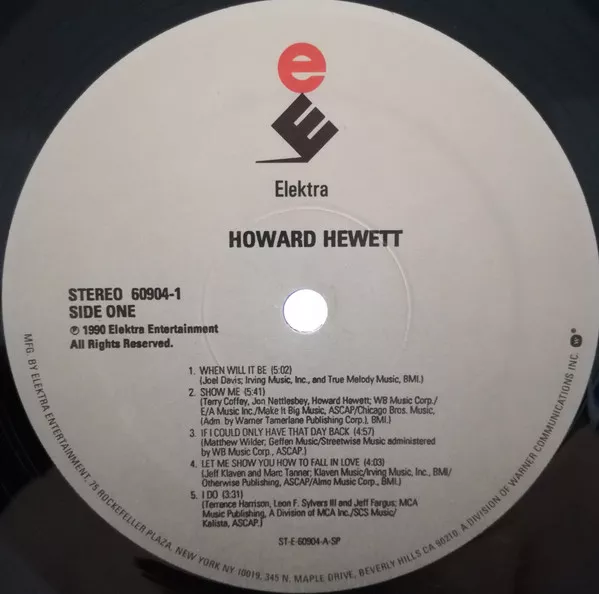 e
E
Elektra
HOWARD HEWETT
STEREO 60904-1
SIDE ONE
℗ 1990 Elektra Entertainment
All Rights Reserved.
1. WHEN WILL IT BE (5:02)
(Joel Davis; Irving Music, Inc., and True Melody Music, BMI.)
2. SHOW ME (5:41)
(Terry Coffey, Jon Nettlesbey, Howard Hewett; WB Music Corp./
E/A Music Inc./Make It Big Music, ASCAP/Chicago Bros. Music,
(Adm. by Warner Tamerlane Publishing Corp.), BMI.)
3. IF I COULD ONLY HAVE THAT DAY BACK (4:57)
(Matthew Wilder, Geffen Music/Streetwise Music administered
by WB Music Corp., ASCAP.)
4. LET ME SHOW YOU HOW TO FALL IN LOVE (4:03)
(Jeff Klaven and Marc Tanner; Klaven Music/Irving Music, Inc., BMI/
Otherwise Publishing, ASCAP/Almo Music Corp., BMI.)
5. I DO (3:31)
(Terrence Harrison, Leon F. Sylvers III and Jeff Fargus; MCA
Music Publishing, A Division of MCA Inc./SCS Music/
Kalista, ASCAP.)
ST-E-60904-A-SP
MFG. BY ELEKTRA ENTERTAINMENT, 75 ROCKEFELLER PLAZA, NEW YORK NY 10019, 345 N. MAPLE DRIVE, BEVERLY HILLS CA 90210. A DIVISION OF WARNER COMMUNICATIONS INC.